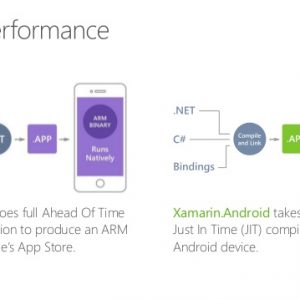 erformance
ARM
BINARY
Runs
Natively
.APP
T
.NET
C#
Bindings
Compile
and Link
.AP
oes full Ahead Of Time
ion to produce an ARM
e's App Store.
Xamarin.Android takes
Just In Time (JIT) compi
Android device.